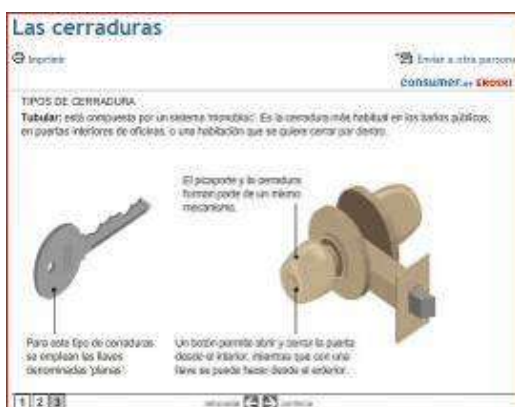 Las cerraduras
Imprimir
Enviar a otra persona
consumer.es EROSKI
TIPOS DE CERRADURA
Tubular: está compuesta por un sistema 'monobloc'. Es la cerradura más habitual en los baños públicos,
en puertas interiores de oficinas, o una habitación que se quiere cerrar por dentro.
El picaporte y la cerradura
forman parte de un mismo
mecanismo.
Para este tipo de cerraduras
se emplean las llaves
denominadas 'planas'.
Un botón permite abrir y cerrar la puerta
desde el interior, mientras que con una
llave se puede hacer desde el exterior.
1 2 3